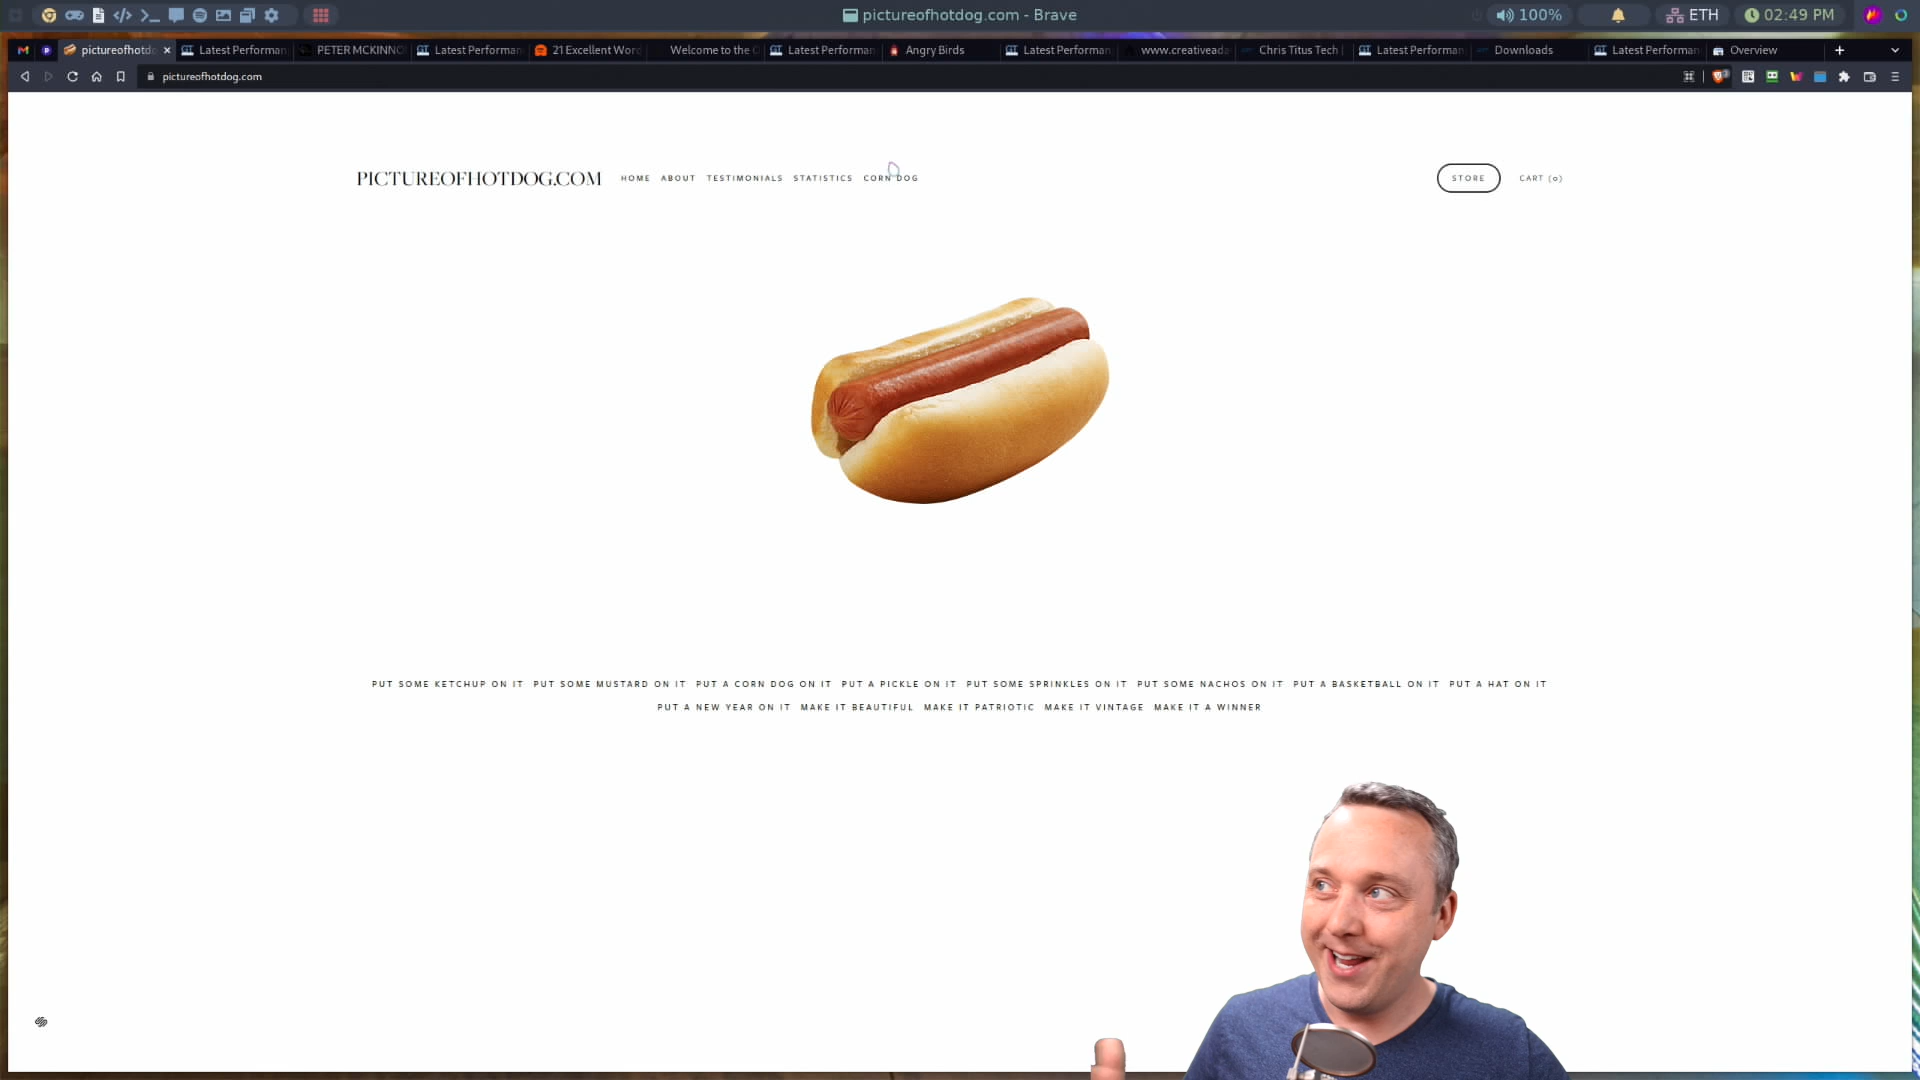 pictureofhotdog.com - Brave
100%
ETH
02:49 PM
pictureofhotdo
Latest Performan
PETER MCKINNO
Latest Performan
21 Excellent Word
Welcome to the
Latest Performan
Angry Birds
Latest Performan
www.creativeada
Chris Titus Tech
Latest Performan
Downloads
Latest Performan
Overview
pictureofhotdog.com
PICTUREOFHOTDOG.COM
HOME ABOUT TESTIMONIALS STATISTICS CORN DOG
STORE
CART (0)
PUT SOME KETCHUP ON IT PUT SOME MUSTARD ON IT PUT A CORN DOG ON IT PUT A PICKLE ON IT PUT SOME SPRINKLES ON IT PUT SOME NACHOS ON IT PUT A BASKETBALL ON IT PUT A HAT ON IT
PUT A NEW YEAR ON IT MAKE IT BEAUTIFUL MAKE IT PATRIOTIC MAKE IT VINTAGE MAKE IT A WINNER